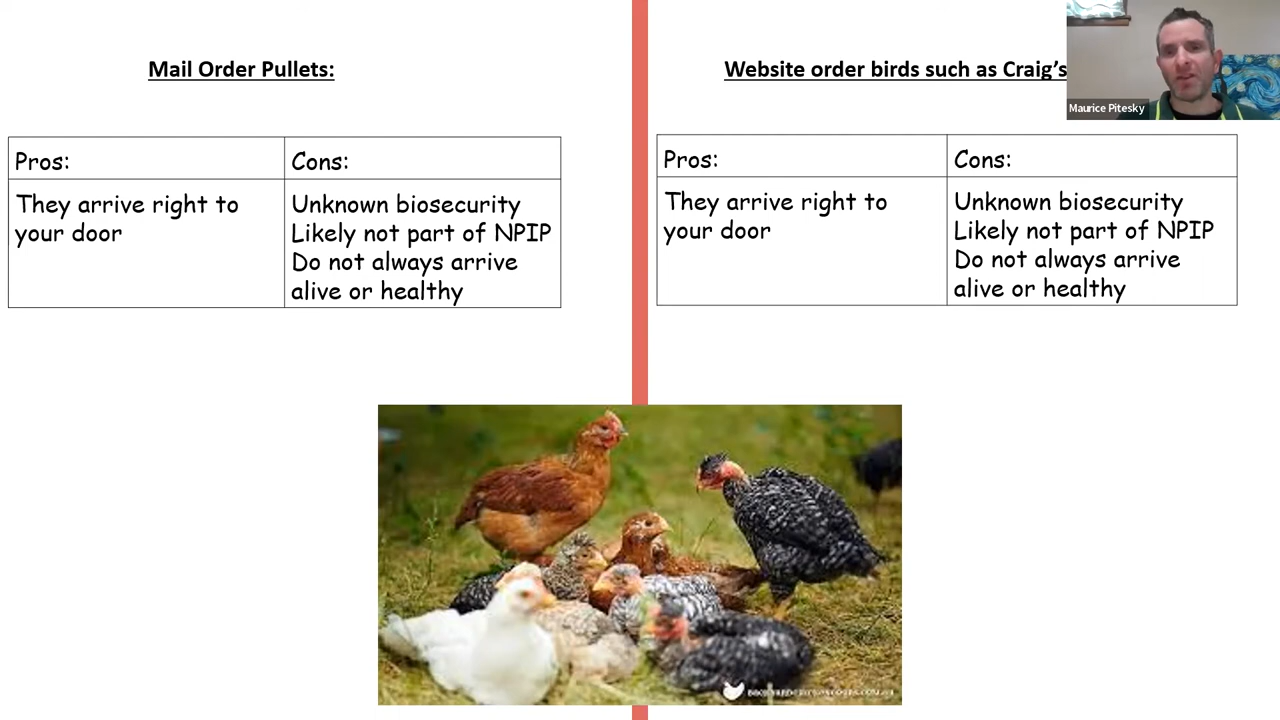 Mail Order Pullets:
Pros:
Cons:
They arrive right to
your door
Unknown biosecurity
Likely not part of NPIP
Do not always arrive
alive or healthy
Website order birds such as Craig's
Pros:
Cons:
They arrive right to
your door
Unknown biosecurity
Likely not part of NPIP
Do not always arrive
alive or healthy
Maurice Pitesky